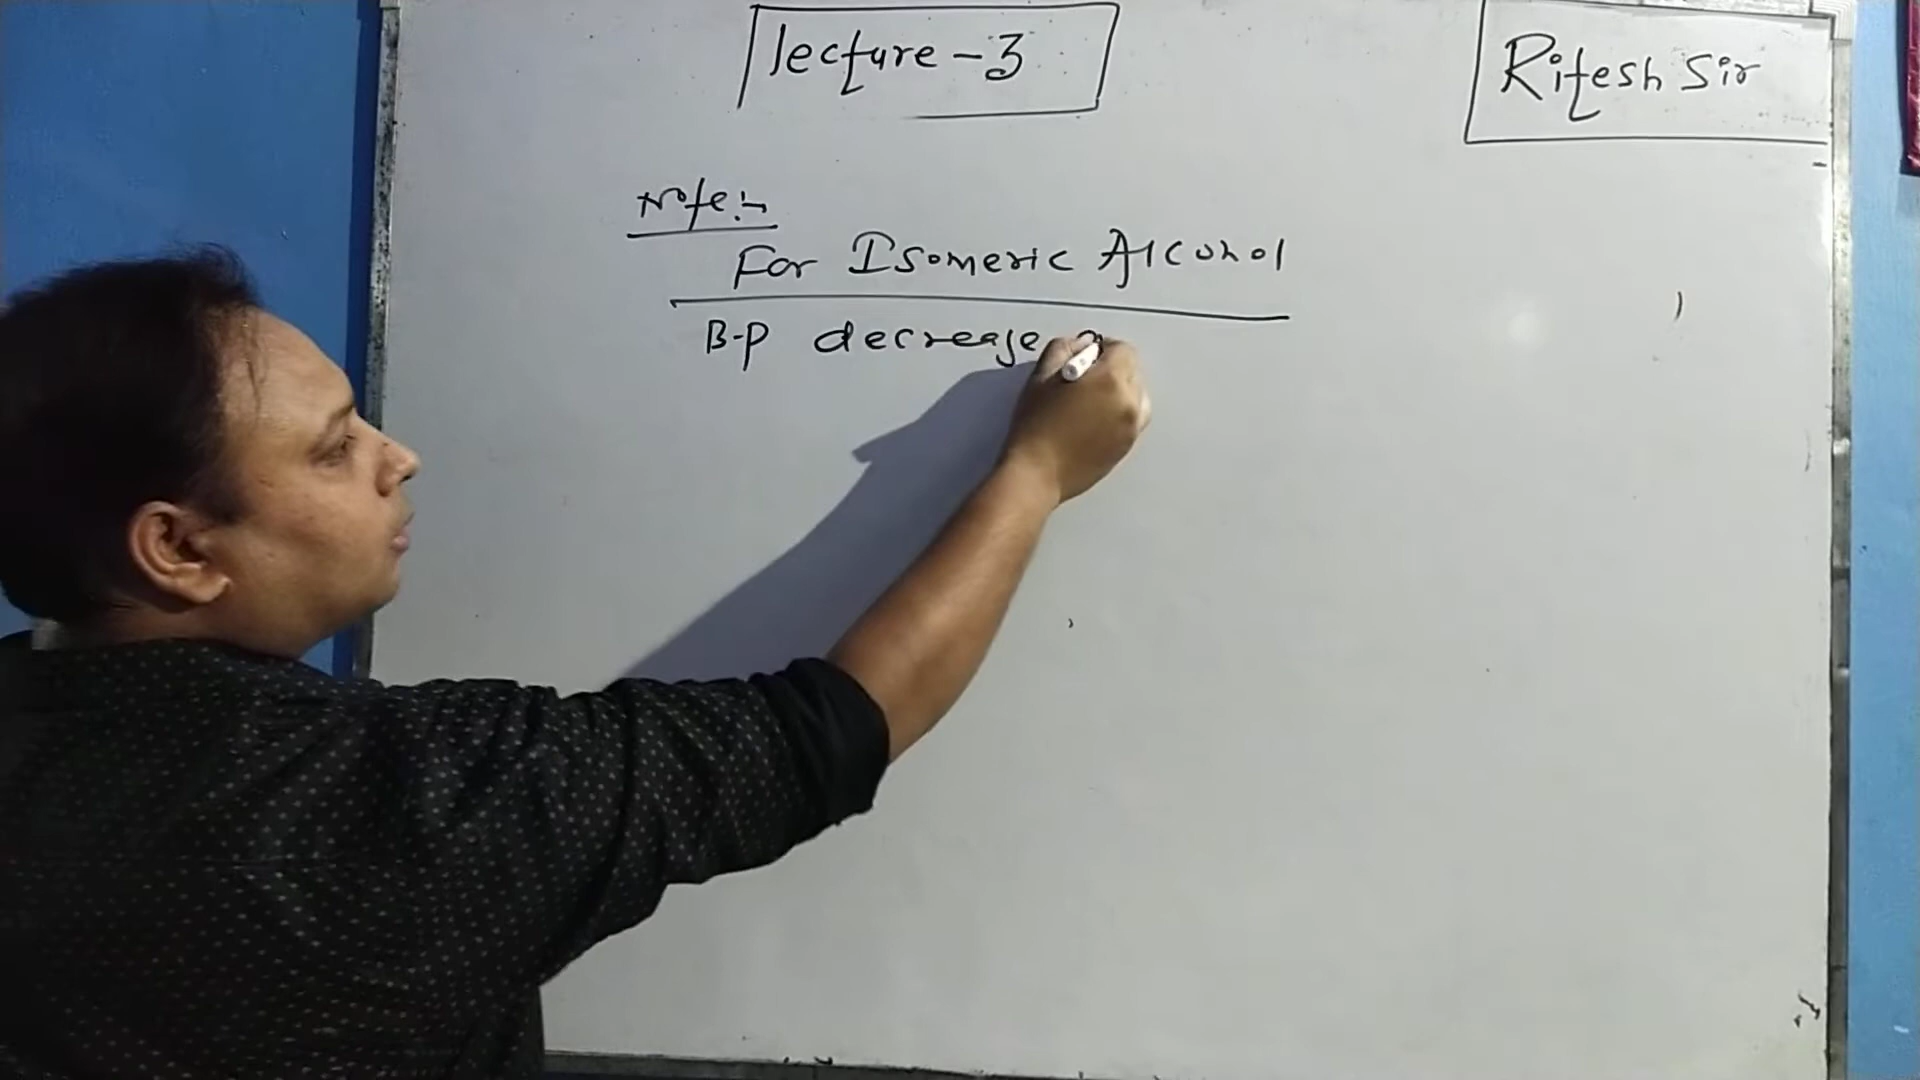 lecture - 3
Ritesh Sir
Note:-
For Isomeric Alcohol
B-P decrease